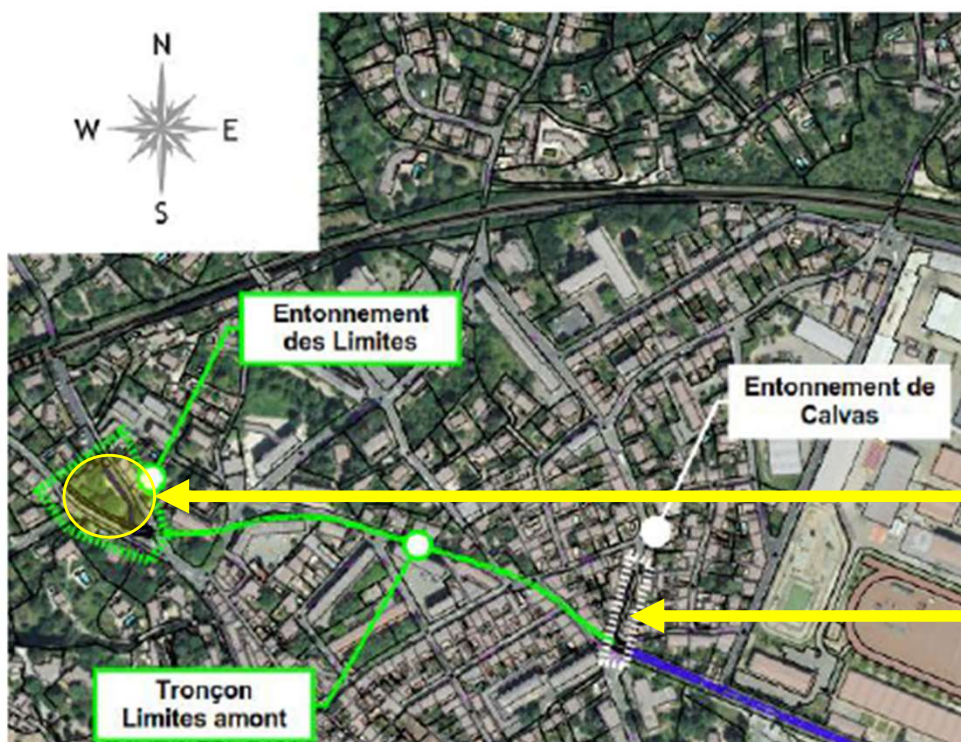 N
W E
S
Entonnement
des Limites
Entonnement de
Calvas
Tronçon
Limites amont